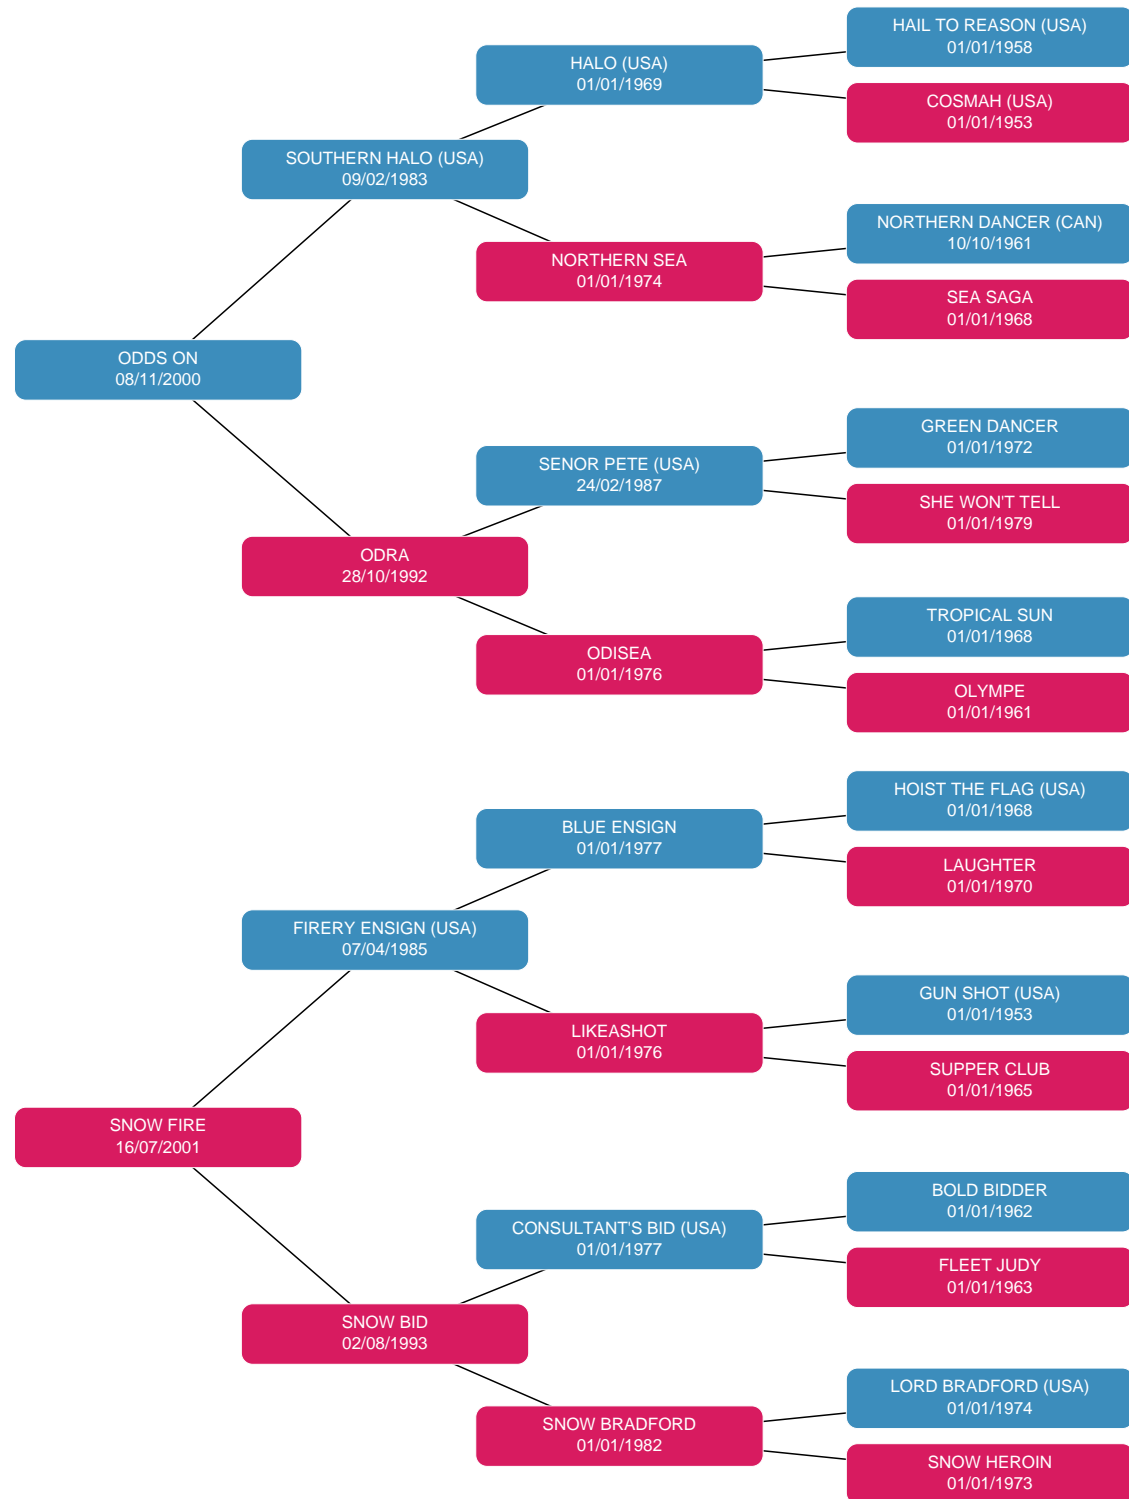 HAIL TO REASON (USA)
01/01/1958
HALO (USA)
01/01/1969
COSMAH (USA)
01/01/1953
SOUTHERN HALO (USA)
09/02/1983
NORTHERN DANCER (CAN)
10/10/1961
NORTHERN SEA
01/01/1974
SEA SAGA
01/01/1968
ODDS ON
08/11/2000
GREEN DANCER
01/01/1972
SENOR PETE (USA)
24/02/1987
SHE WON'T TELL
01/01/1979
ODRA
28/10/1992
TROPICAL SUN
01/01/1968
ODISEA
01/01/1976
OLYMPE
01/01/1961
HOIST THE FLAG (USA)
01/01/1968
BLUE ENSIGN
01/01/1977
LAUGHTER
01/01/1970
FIRERY ENSIGN (USA)
07/04/1985
GUN SHOT (USA)
01/01/1953
LIKEASHOT
01/01/1976
SUPPER CLUB
01/01/1965
SNOW FIRE
16/07/2001
BOLD BIDDER
01/01/1962
CONSULTANT'S BID (USA)
01/01/1977
FLEET JUDY
01/01/1963
SNOW BID
02/08/1993
LORD BRADFORD (USA)
01/01/1974
SNOW BRADFORD
01/01/1982
SNOW HEROIN
01/01/1973